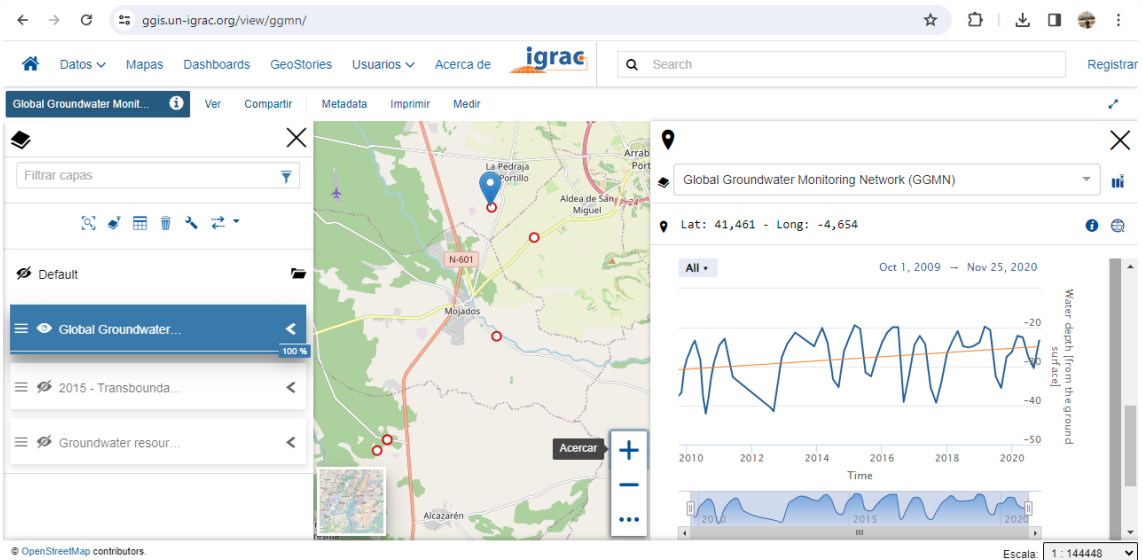 ggis.un-igrac.org/view/ggmn/
Datos Mapas Dashboards GeoStories Usuarios Acerca de igrac Search Registrar
Global Groundwater Monit... Ver Compartir Metadata Imprimir Medir
Filtrar capas
Default
Global Groundwater...
100 %
2015 - Transbounda...
Groundwater resour...
Arrab
Port
La Pedraja
Portillo
Aldea de San
Miguel
N-601
Mojados
Alcazarén
Acercar
Global Groundwater Monitoring Network (GGMN)
Lat: 41,461 - Long: -4,654
All
Oct 1, 2009 → Nov 25, 2020
−20
−30
−40
−50
Water depth [from the ground
surface]
2010 2012 2014 2016 2018 2020
Time
2010 2015 2020
© OpenStreetMap contributors.
Escala: 1 : 144448